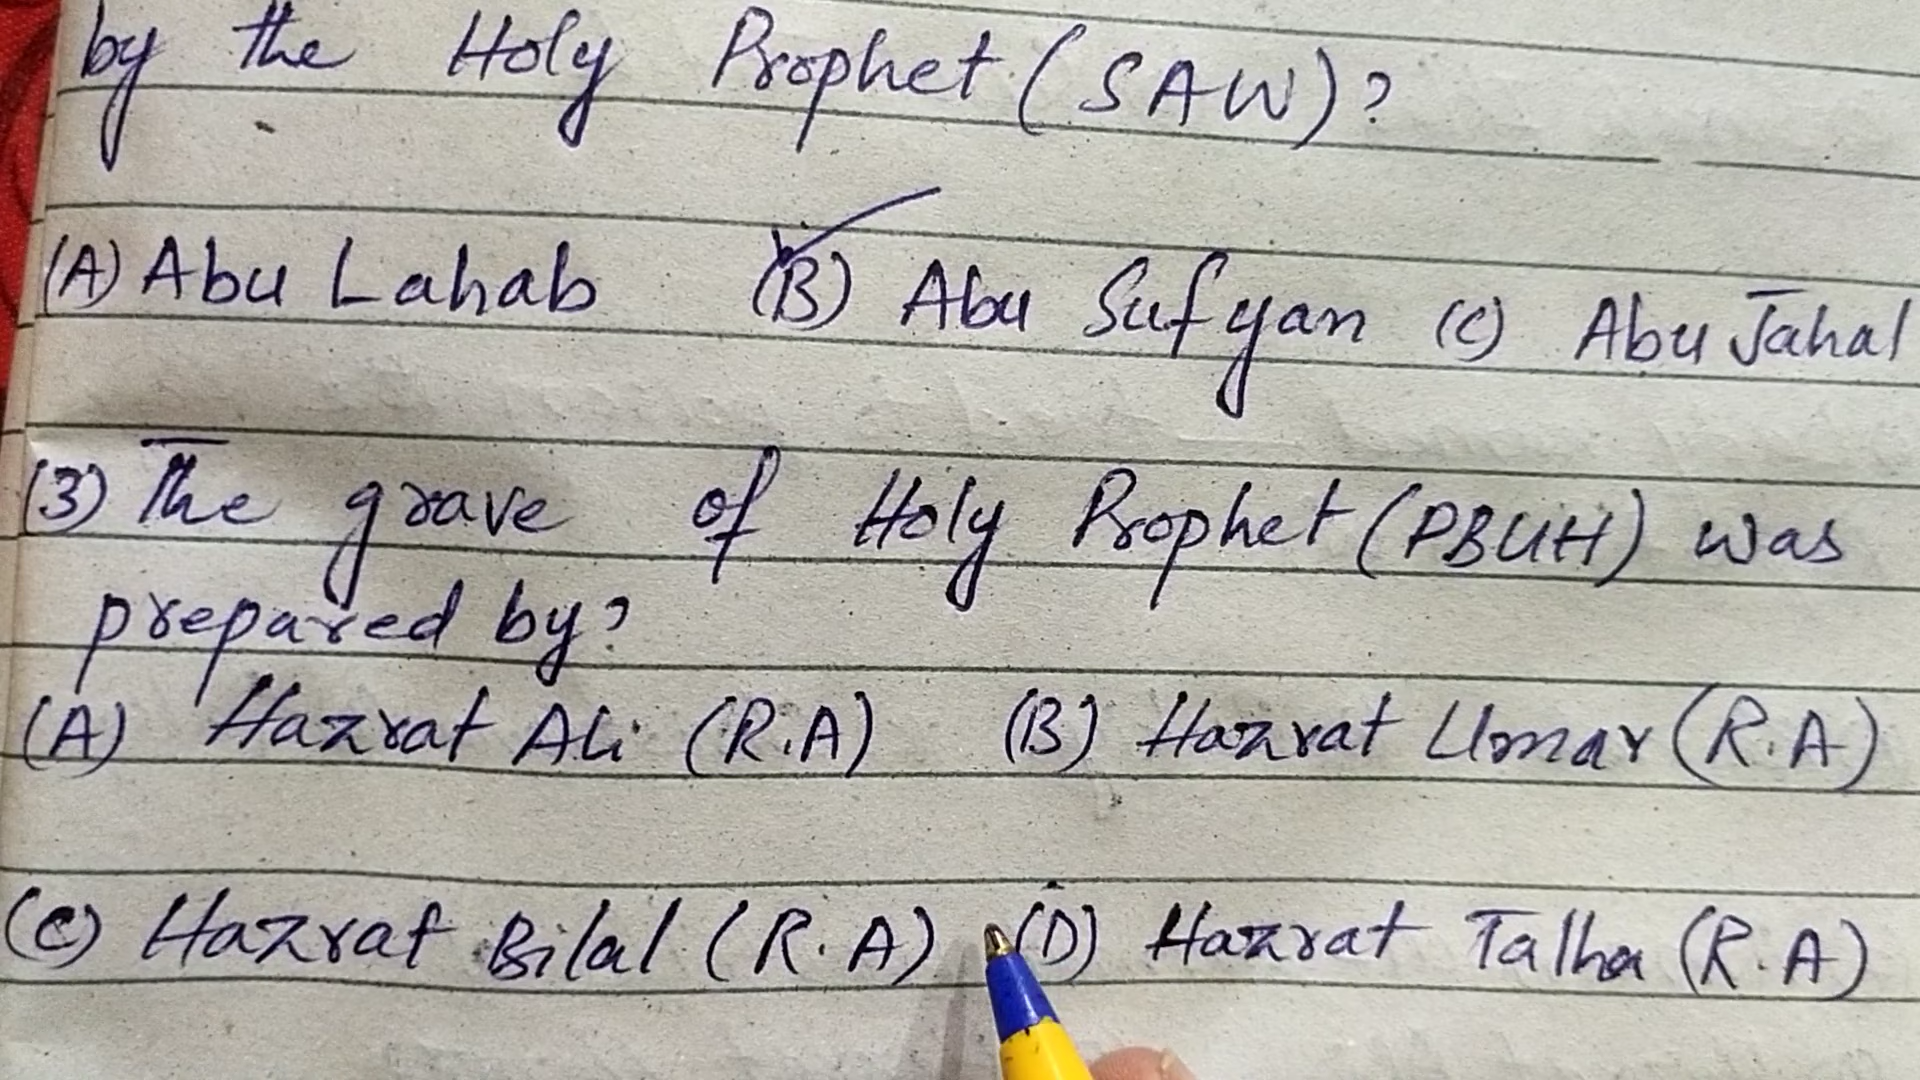 by the Holy Prophet (SAW)?
(A) Abu Lahab (B) Abu Sufyan (C) Abu Jahal
(3) The grave of Holy Prophet (PBUH) was
prepared by?
(A) Hazrat Ali (R.A) (B) Hazrat Umar (R.A)
(C) Hazrat Bilal (R.A) (D) Hazrat Talha (R.A)